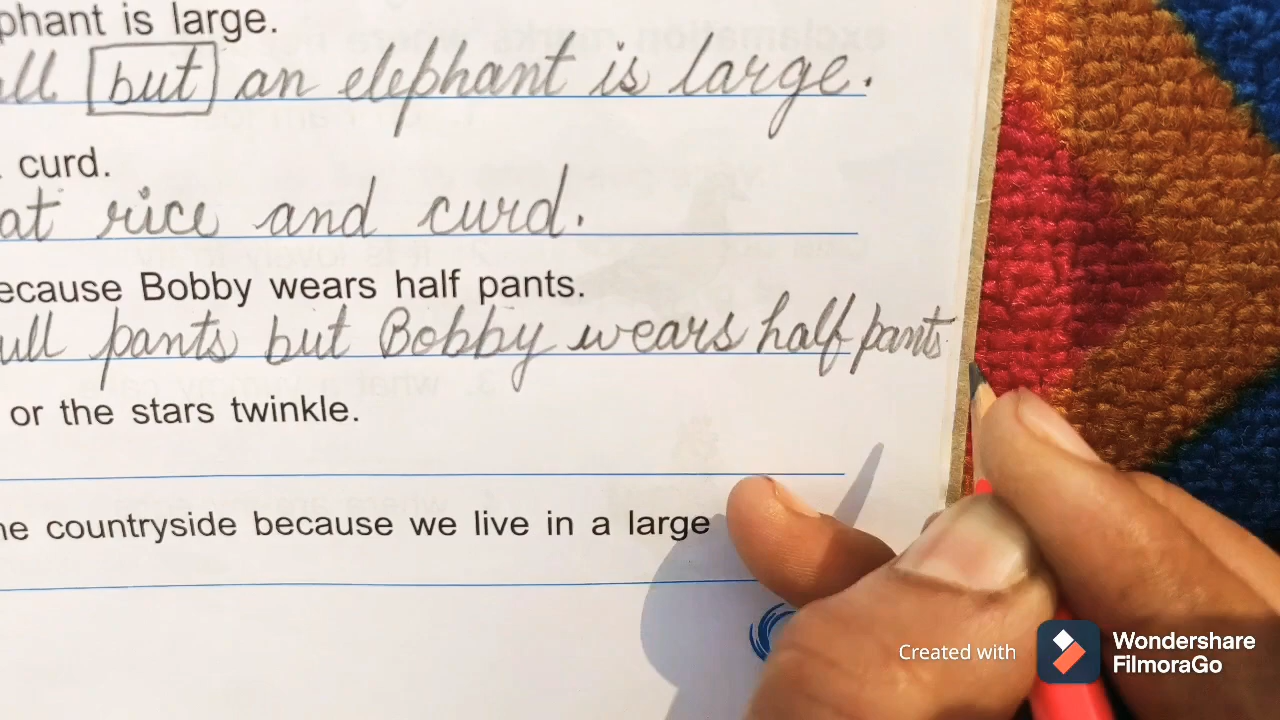 phant is large.
all but an elephant is large.
curd.
at rice and curd.
ecause Bobby wears half pants.
ull pants but Bobby wears half pants
or the stars twinkle.
he countryside because we live in a large
Created with Wondershare FilmoraGo